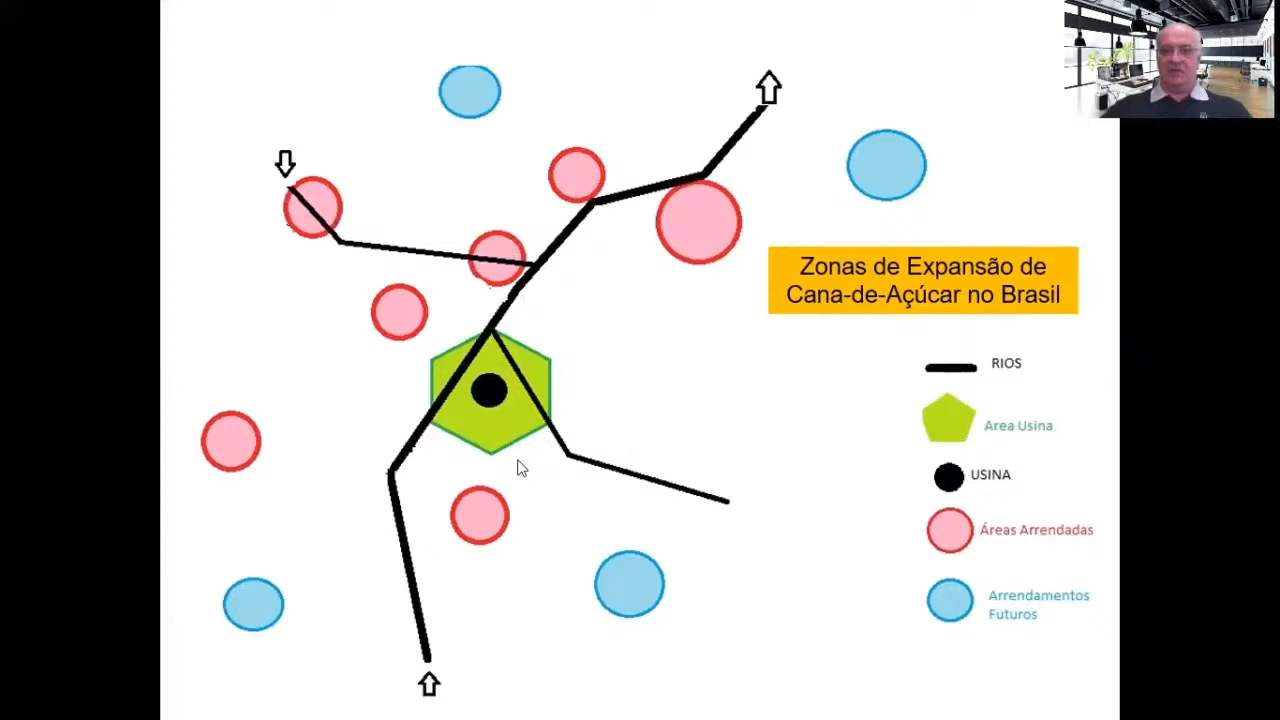 Zonas de Expansão de
Cana-de-Açúcar no Brasil
RIOS
Area Usina
USINA
Áreas Arrendadas
Arrendamentos
Futuros